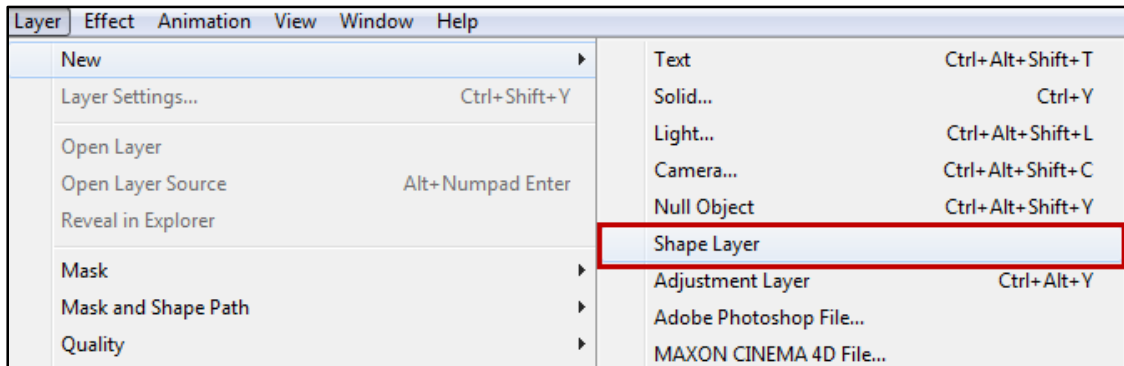 Layer Effect Animation View Window Help
New
Layer Settings... Ctrl+Shift+Y
Open Layer
Open Layer Source Alt+Numpad Enter
Reveal in Explorer
Mask
Mask and Shape Path
Quality
Text Ctrl+Alt+Shift+T
Solid... Ctrl+Y
Light... Ctrl+Alt+Shift+L
Camera... Ctrl+Alt+Shift+C
Null Object Ctrl+Alt+Shift+Y
Shape Layer
Adjustment Layer Ctrl+Alt+Y
Adobe Photoshop File...
MAXON CINEMA 4D File...